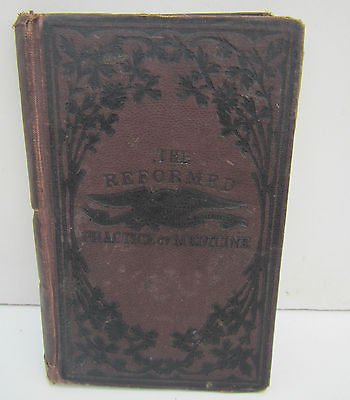 THE
REFORMED
PRACTICE OF MEDICINE